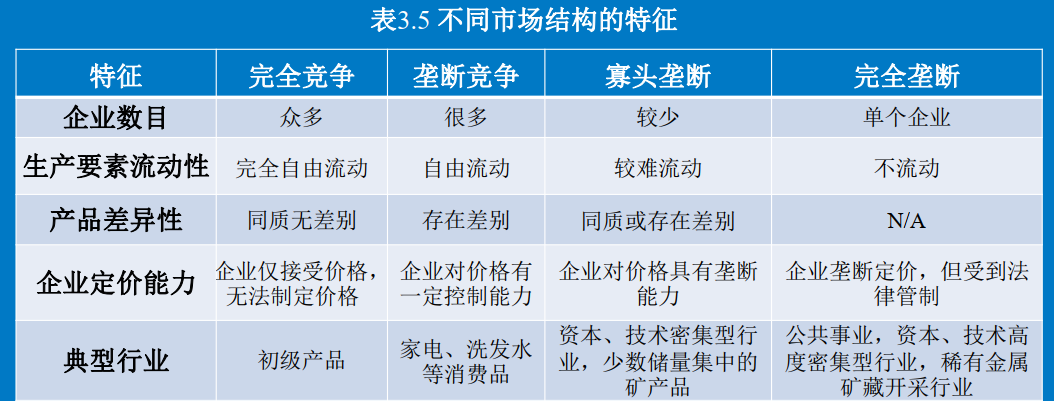 表3.5 不同市场结构的特征
特征 完全竞争 垄断竞争 寡头垄断 完全垄断
企业数目 众多 很多 较少 单个企业
生产要素流动性 完全自由流动 自由流动 较难流动 不流动
产品差异性 同质无差别 存在差别 同质或存在差别 N/A
企业定价能力 企业仅接受价格，无法制定价格 企业对价格有一定控制能力 企业对价格具有垄断能力 企业垄断定价，但受到法律管制
典型行业 初级产品 家电、洗发水等消费品 资本、技术密集型行业，少数储量集中的矿产品 公共事业，资本、技术高度密集型行业，稀有金属矿藏开采行业